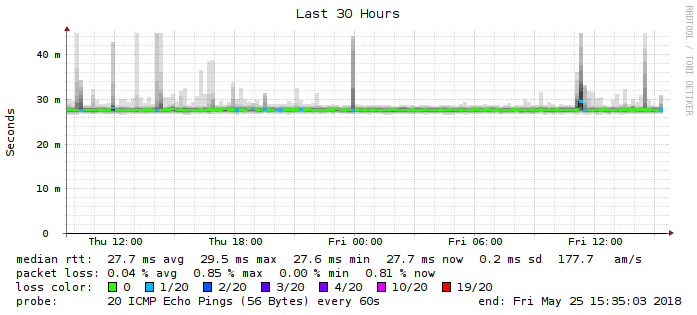 Last 30 Hours
RRDTOOL / TOBI OETIKER
Seconds
40 m
30 m
20 m
10 m
0
Thu 12:00 Thu 18:00 Fri 00:00 Fri 06:00 Fri 12:00
median rtt: 27.7 ms avg 29.5 ms max 27.6 ms min 27.7 ms now 0.2 ms sd 177.7 am/s
packet loss: 0.04 % avg 0.85 % max 0.00 % min 0.81 % now
loss color: 0 1/20 2/20 3/20 4/20 10/20 19/20
probe: 20 ICMP Echo Pings (56 Bytes) every 60s end: Fri May 25 15:35:03 2018